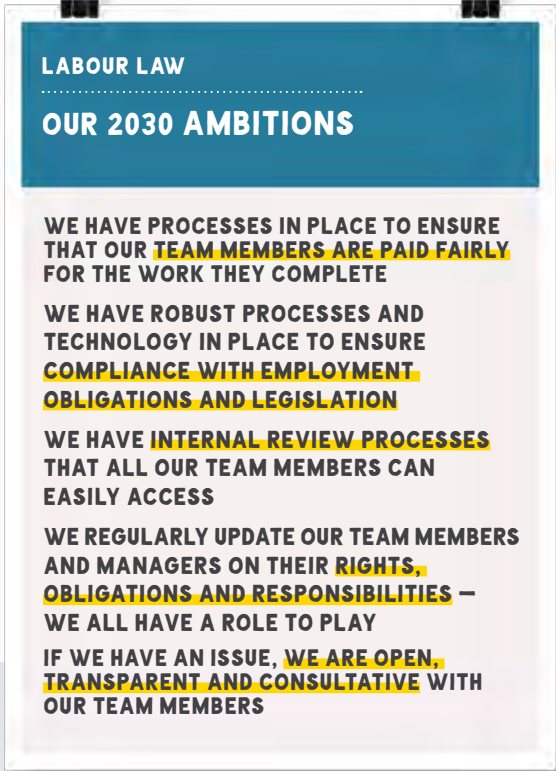 LABOUR LAW
OUR 2030 AMBITIONS
WE HAVE PROCESSES IN PLACE TO ENSURE
THAT OUR TEAM MEMBERS ARE PAID FAIRLY
FOR THE WORK THEY COMPLETE
WE HAVE ROBUST PROCESSES AND
TECHNOLOGY IN PLACE TO ENSURE
COMPLIANCE WITH EMPLOYMENT
OBLIGATIONS AND LEGISLATION
WE HAVE INTERNAL REVIEW PROCESSES
THAT ALL OUR TEAM MEMBERS CAN
EASILY ACCESS
WE REGULARLY UPDATE OUR TEAM MEMBERS
AND MANAGERS ON THEIR RIGHTS,
OBLIGATIONS AND RESPONSIBILITIES –
WE ALL HAVE A ROLE TO PLAY
IF WE HAVE AN ISSUE, WE ARE OPEN,
TRANSPARENT AND CONSULTATIVE WITH
OUR TEAM MEMBERS